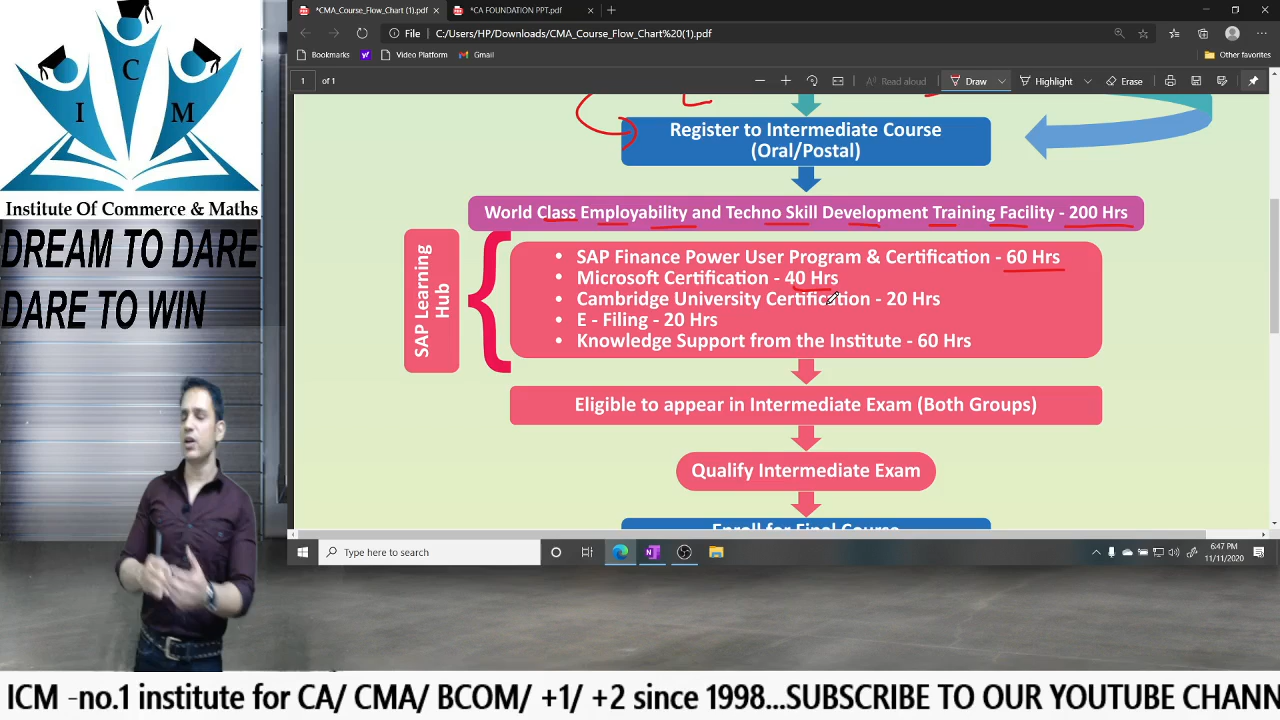 *CMA_Course_Flow_Chart (1).pdf
*CA FOUNDATION PPT.pdf
File
C:/Users/HP/Downloads/CMA_Course_Flow_Chart%20(1).pdf
Bookmarks
Video Platform
Gmail
Other favorites
1
of 1
Read aloud
Draw
Highlight
Erase
I
C
M
Institute Of Commerce & Maths
DREAM TO DARE
DARE TO WIN
Register to Intermediate Course
(Oral/Postal)
World Class Employability and Techno Skill Development Training Facility - 200 Hrs
SAP Learning
Hub
• SAP Finance Power User Program & Certification - 60 Hrs
• Microsoft Certification - 40 Hrs
• Cambridge University Certification - 20 Hrs
• E - Filing - 20 Hrs
• Knowledge Support from the Institute - 60 Hrs
Eligible to appear in Intermediate Exam (Both Groups)
Qualify Intermediate Exam
Enroll for Final Course
Type here to search
6:47 PM
11/11/2020
ICM -no.1 institute for CA/ CMA/ BCOM/ +1/ +2 since 1998...SUBSCRIBE TO OUR YOUTUBE CHANN